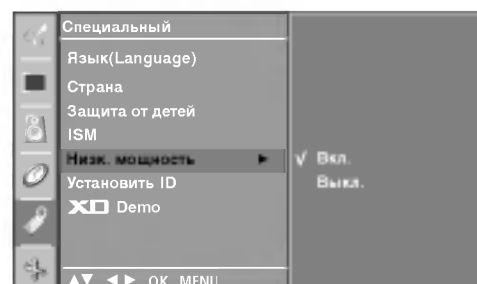 Специальный
Язык(Language)
Страна
Защита от детей
ISM
Низк. мощность ► √ Вкл.
Выкл.
Установить ID
XD Demo
▲▼ ◄► OK MENU